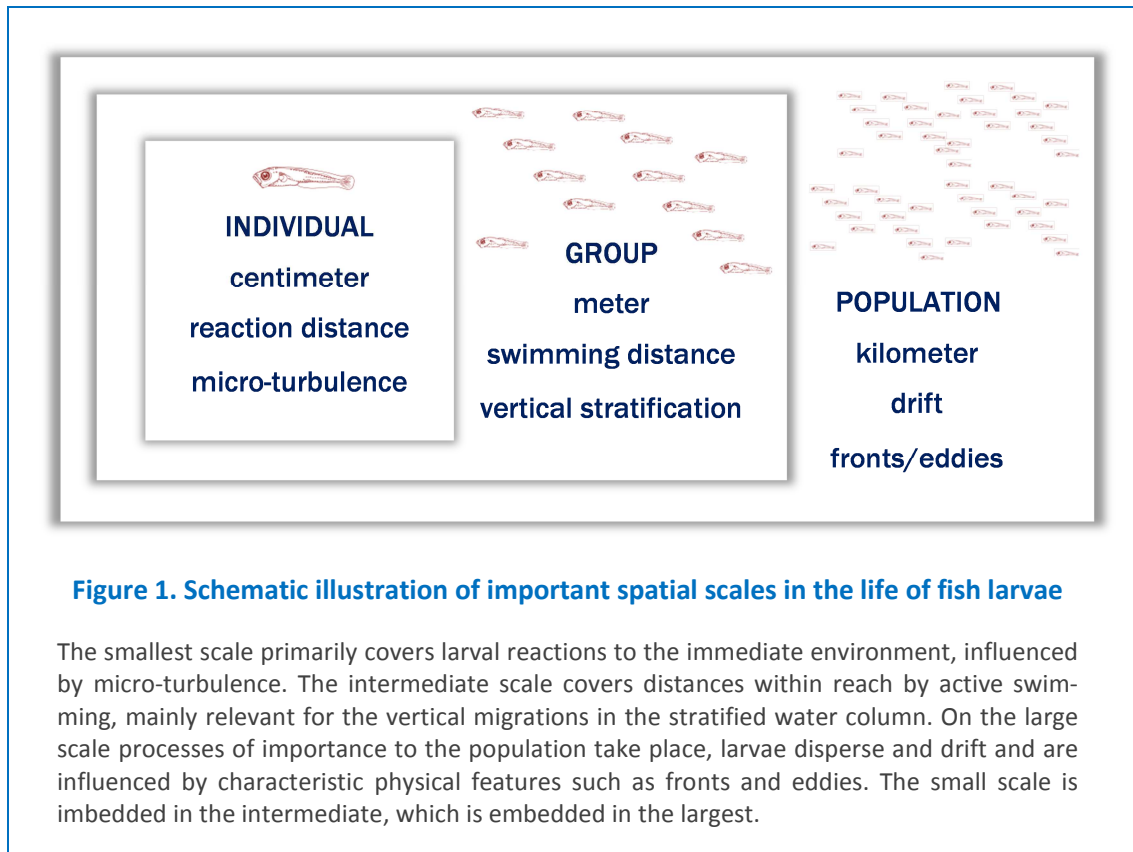 INDIVIDUAL
centimeter
reaction distance
micro-turbulence
GROUP
meter
swimming distance
vertical stratification
POPULATION
kilometer
drift
fronts/eddies
Figure 1. Schematic illustration of important spatial scales in the life of fish larvae
The smallest scale primarily covers larval reactions to the immediate environment, influenced
by micro-turbulence. The intermediate scale covers distances within reach by active swim-
ming, mainly relevant for the vertical migrations in the stratified water column. On the large
scale processes of importance to the population take place, larvae disperse and drift and are
influenced by characteristic physical features such as fronts and eddies. The small scale is
imbedded in the intermediate, which is embedded in the largest.